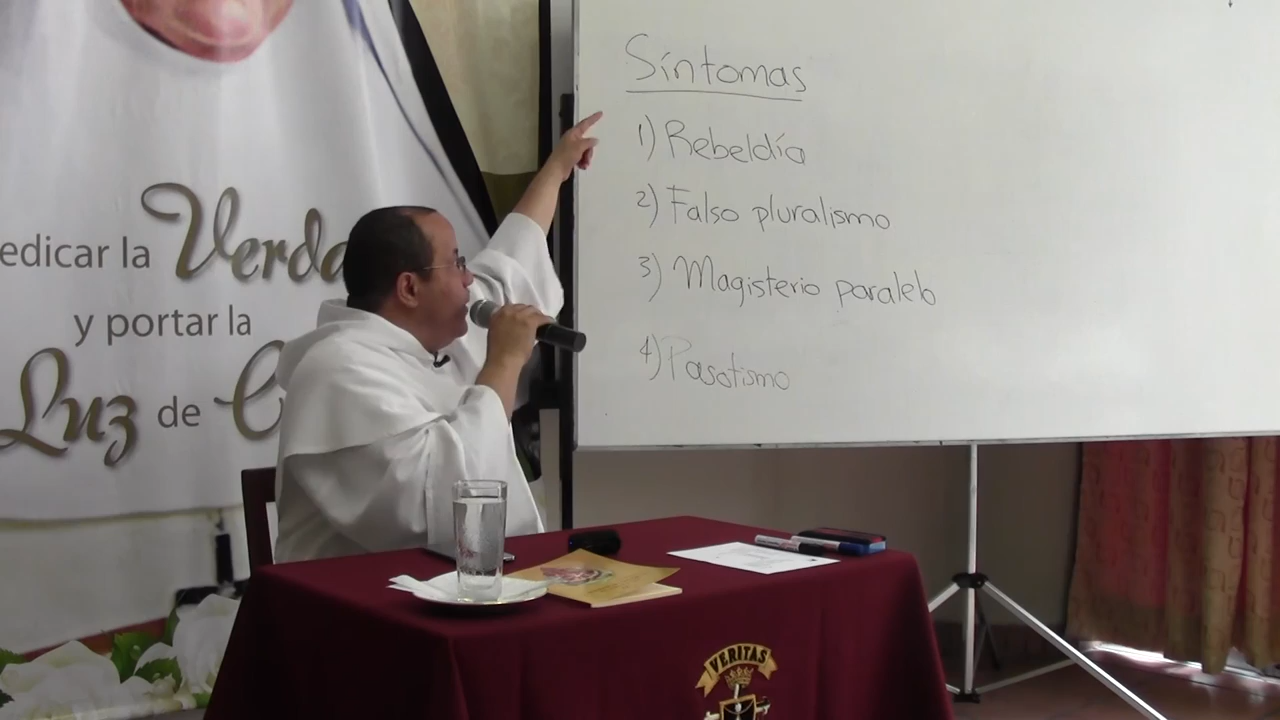 Síntomas
1) Rebeldía
2) Falso pluralismo
3) Magisterio paralelo
4) Pasotismo
edicar la Verda
y portar la
Luz de C
VERITAS